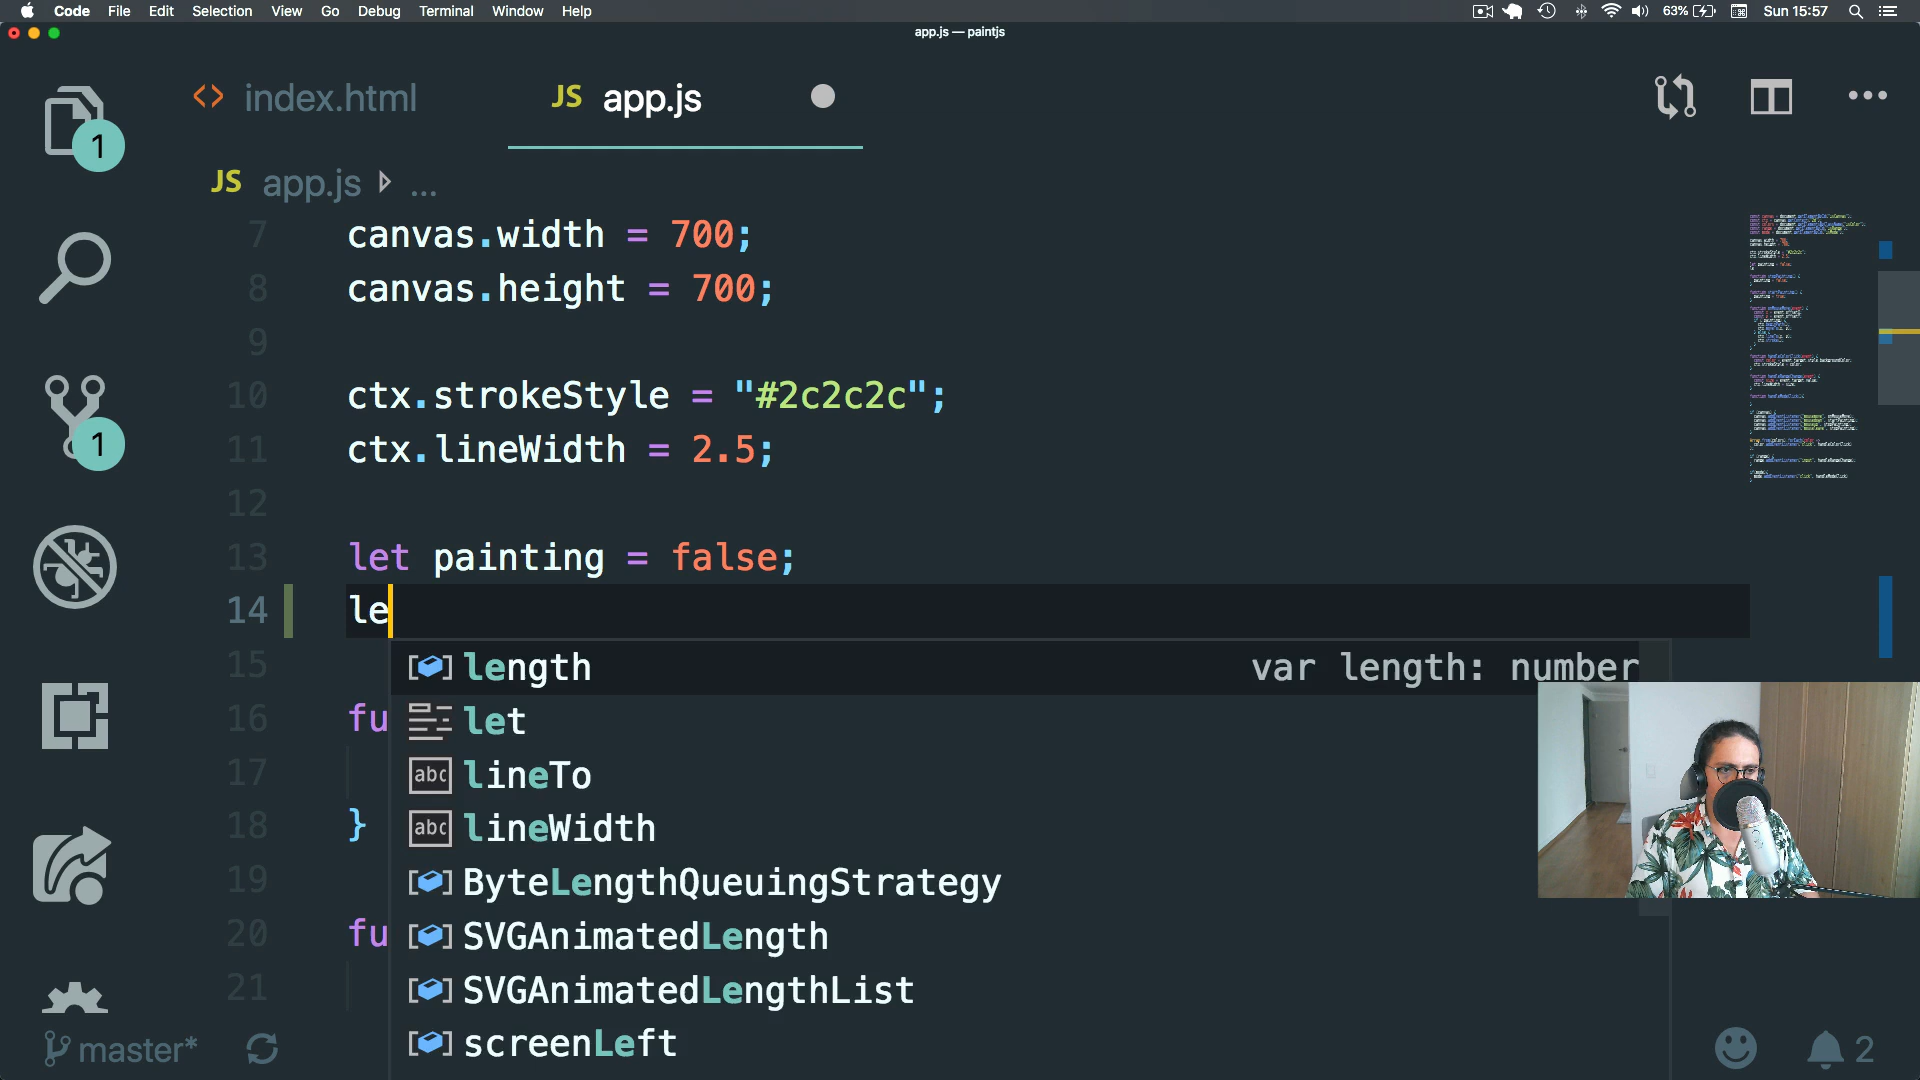 Code File Edit Selection View Go Debug Terminal Window Help 63% Sun 15:57
app.js — paintjs
index.html JS app.js
1
JS app.js ...
7 canvas.width = 700;
8 canvas.height = 700;
9
10 ctx.strokeStyle = "#2c2c2c";
11 ctx.lineWidth = 2.5;
12
13 let painting = false;
14 le
15 length var length: number
16 fu let
17 abc lineTo
18 } abc lineWidth
19 ByteLengthQueuingStrategy
20 fu SVGAnimatedLength
21 SVGAnimatedLengthList
screenLeft
1
master* 2